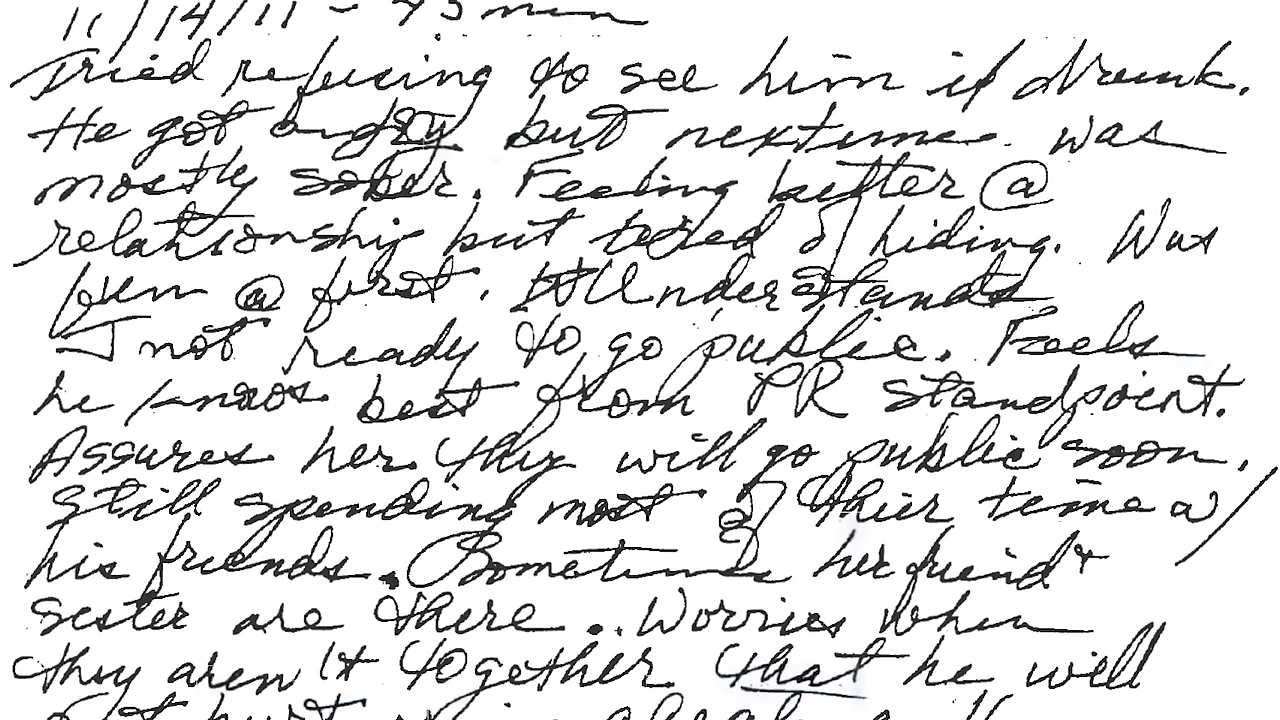 11/14/11 - 45 min
Tried refusing to see him if drunk.
He got angry but nextime was
mostly sober. Feeling better @
relationship but tired of hiding. Was
fun @ first. Understands
J not ready to go public. Feels
he knows best from PR standpoint.
Assures her they will go public soon.
Still spending most of thier time w/
his friends. Sometimes her friend +
sister are there. Worries when
they aren't together that he will